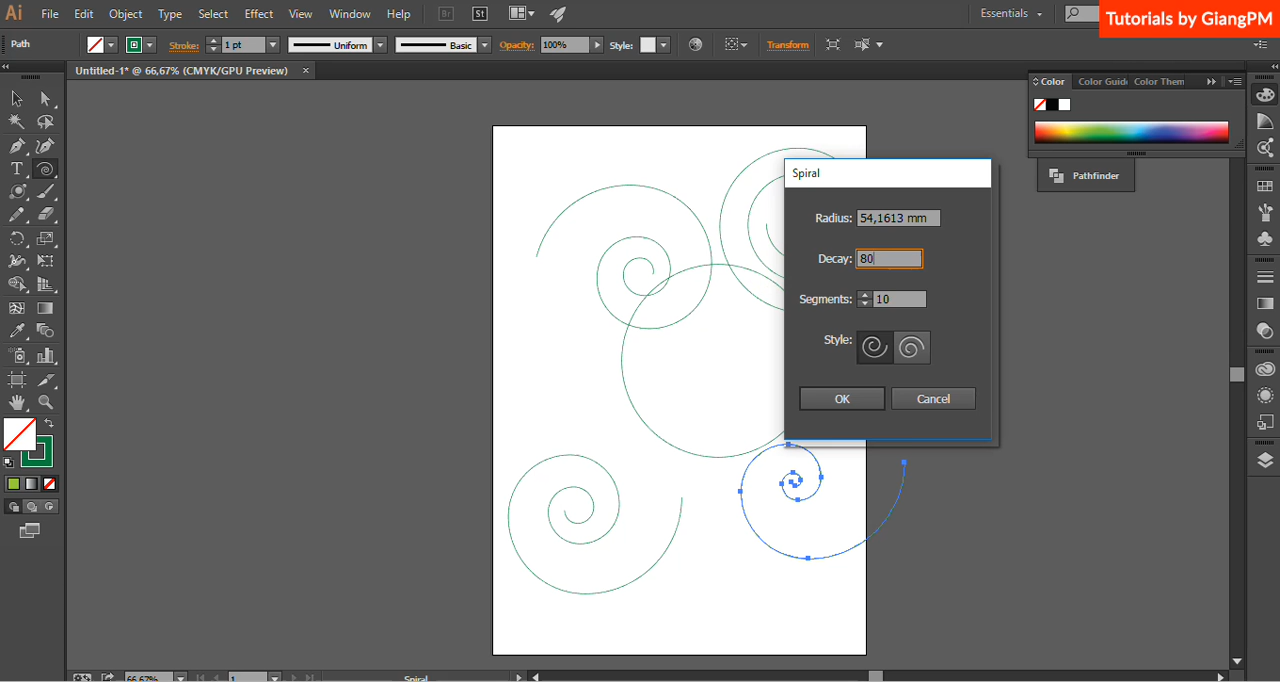 Ai File Edit Object Type Select Effect View Window Help Br St Essentials
Tutorials by GiangPM
Path Stroke: 1 pt Uniform Basic Opacity: 100% Style: Transform
Untitled-1* @ 66,67% (CMYK/GPU Preview) ×
Color Color Guid Color Them
Pathfinder
Spiral
Radius: 54,1613 mm
Decay: 80
Segments: 10
Style:
OK Cancel
T
66,67% 1 Spiral